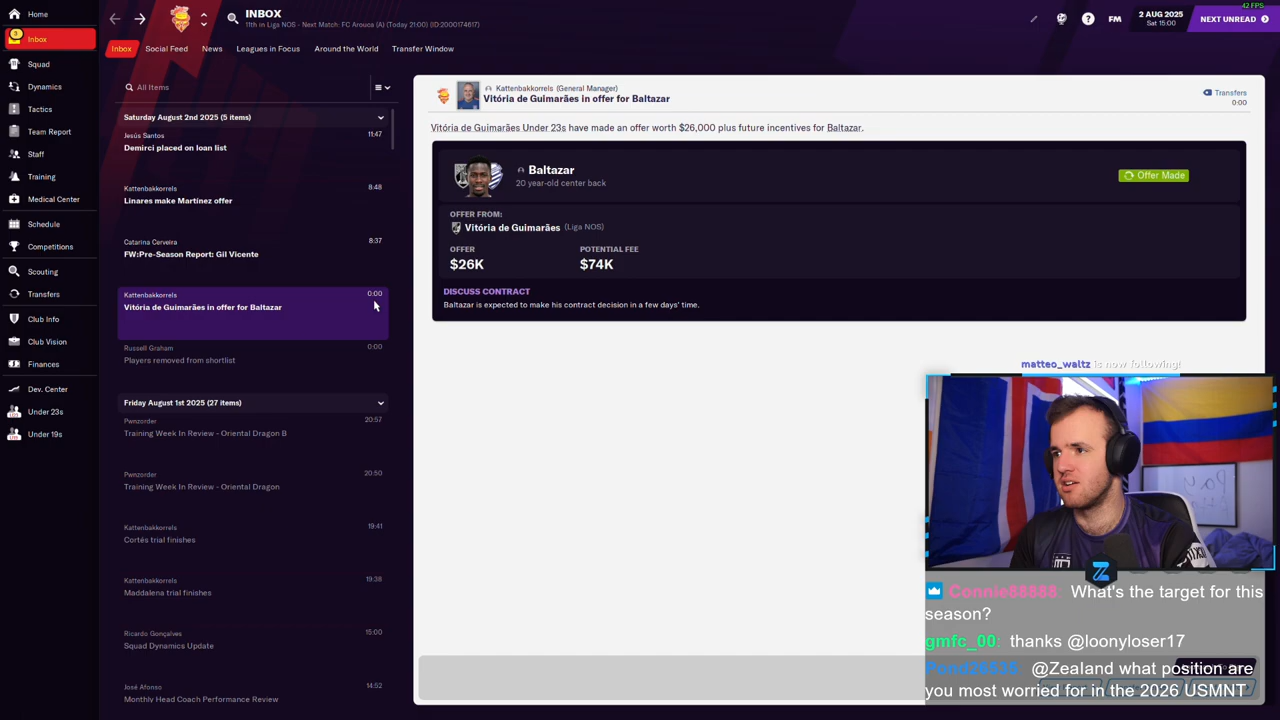 42 FPS
Home
3
Inbox
Squad
Dynamics
Tactics
Team Report
Staff
Training
Medical Center
Schedule
Competitions
Scouting
Transfers
Club Info
Club Vision
Finances
Dev. Center
Under 23s
Under 19s
INBOX
11th in Liga NOS - Next Match: FC Arouca (A) (Today 21:00) (ID:2000174617)
FM
2 AUG 2025
Sat 15:00
NEXT UNREAD
Inbox
Social Feed
News
Leagues in Focus
Around the World
Transfer Window
All Items
Saturday August 2nd 2025 (5 items)
Jesús Santos
11:47
Demirci placed on loan list
Kattenbakkorrels
8:48
Linares make Martínez offer
Catarina Cerveira
8:37
FW:Pre-Season Report: Gil Vicente
Kattenbakkorrels
0:00
Vitória de Guimarães in offer for Baltazar
Russell Graham
0:00
Players removed from shortlist
Friday August 1st 2025 (27 items)
Pwnzorder
20:57
Training Week In Review - Oriental Dragon B
Pwnzorder
20:50
Training Week In Review - Oriental Dragon
Kattenbakkorrels
19:41
Cortés trial finishes
Kattenbakkorrels
19:38
Maddalena trial finishes
Ricardo Gonçalves
15:00
Squad Dynamics Update
José Afonso
14:52
Monthly Head Coach Performance Review
Kattenbakkorrels (General Manager)
Vitória de Guimarães in offer for Baltazar
Transfers
0:00
Vitória de Guimarães Under 23s have made an offer worth $26,000 plus future incentives for Baltazar.
Baltazar
20 year-old center back
Offer Made
OFFER FROM:
Vitória de Guimarães (Liga NOS)
OFFER
POTENTIAL FEE
$26K
$74K
DISCUSS CONTRACT
Baltazar is expected to make his contract decision in a few days' time.
matteo_waltz is now following!
Connie88888: What's the target for this
season?
gmfc_00: thanks @loonyloser17
@Zealand what position are
you most worried for in the 2026 USMNT